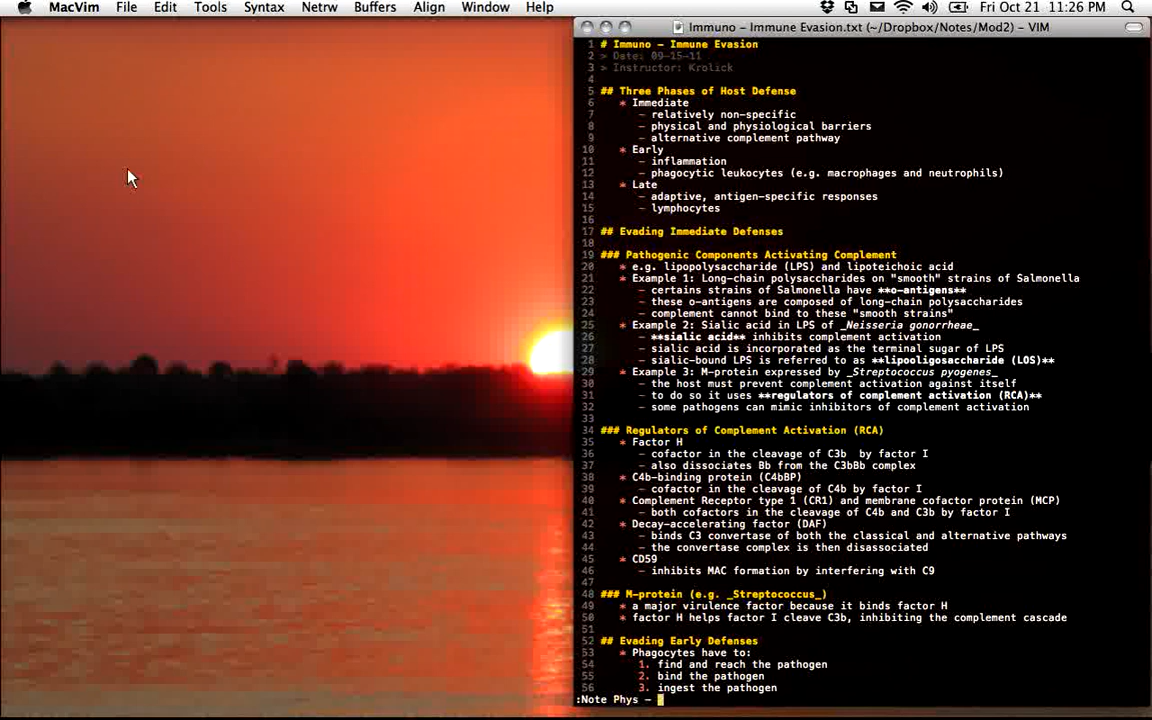 MacVim File Edit Tools Syntax Netrw Buffers Align Window Help Fri Oct 21 11:26 PM
Immuno - Immune Evasion.txt (~/Dropbox/Notes/Mod2) - VIM
1 # Immuno - Immune Evasion
2 > Date: 09-15-11
3 > Instructor: Krolick
4
5 ## Three Phases of Host Defense
6 * Immediate
7 - relatively non-specific
8 - physical and physiological barriers
9 - alternative complement pathway
10 * Early
11 - inflammation
12 - phagocytic leukocytes (e.g. macrophages and neutrophils)
13 * Late
14 - adaptive, antigen-specific responses
15 - lymphocytes
16
17 ## Evading Immediate Defenses
18
19 ### Pathogenic Components Activating Complement
20 * e.g. lipopolysaccharide (LPS) and lipoteichoic acid
21 * Example 1: Long-chain polysaccharides on "smooth" strains of Salmonella
22 - certains strains of Salmonella have **o-antigens**
23 - these o-antigens are composed of long-chain polysaccharides
24 - complement cannot bind to these "smooth strains"
25 * Example 2: Sialic acid in LPS of _Neisseria gonorrheae_
26 - **sialic acid** inhibits complement activation
27 - sialic acid is incorporated as the terminal sugar of LPS
28 - sialic-bound LPS is referred to as **lipooligosaccharide (LOS)**
29 * Example 3: M-protein expressed by _Streptococcus pyogenes_
30 - the host must prevent complement activation against itself
31 - to do so it uses **regulators of complement activation (RCA)**
32 - some pathogens can mimic inhibitors of complement activation
33
34 ### Regulators of Complement Activation (RCA)
35 * Factor H
36 - cofactor in the cleavage of C3b  by factor I
37 - also dissociates Bb from the C3bBb complex
38 * C4b-binding protein (C4bBP)
39 - cofactor in the cleavage of C4b by factor I
40 * Complement Receptor type 1 (CR1) and membrane cofactor protein (MCP)
41 - both cofactors in the cleavage of C4b and C3b by factor I
42 * Decay-accelerating factor (DAF)
43 - binds C3 convertase of both the classical and alternative pathways
44 - the convertase complex is then disassociated
45 * CD59
46 - inhibits MAC formation by interfering with C9
47
48 ### M-protein (e.g. _Streptococcus_)
49 * a major virulence factor because it binds factor H
50 * factor H helps factor I cleave C3b, inhibiting the complement cascade
51
52 ## Evading Early Defenses
53 * Phagocytes have to:
54 1. find and reach the pathogen
55 2. bind the pathogen
56 3. ingest the pathogen
:Note Phys -